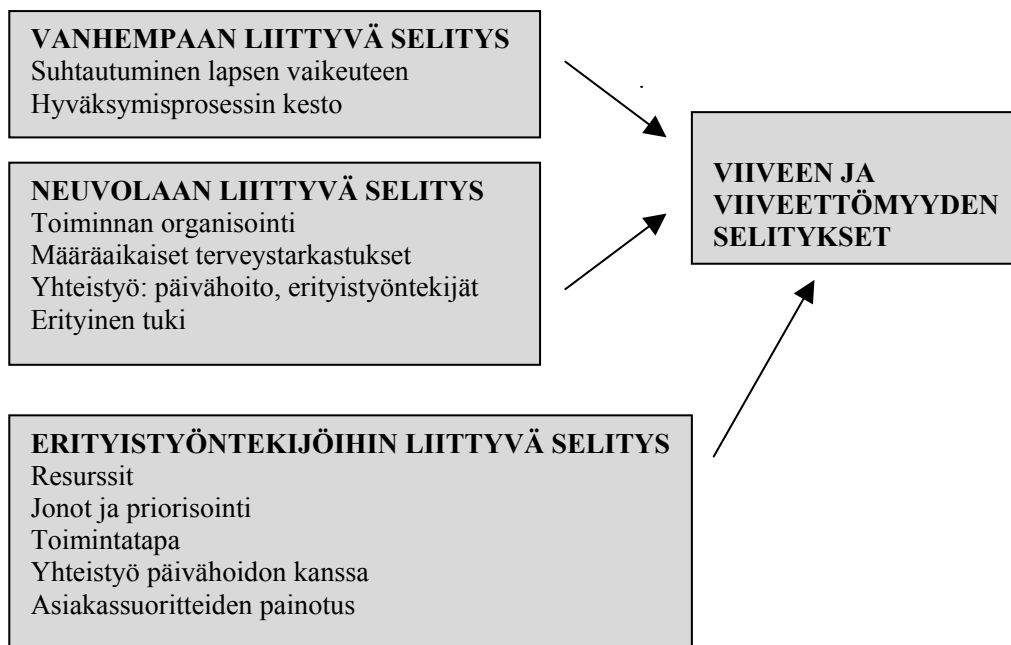 VANHEMPAAN LIITTYVÄ SELITYS
Suhtautuminen lapsen vaikeuteen
Hyväksymisprosessin kesto
NEUVOLAAN LIITTYVÄ SELITYS
Toiminnan organisointi
Määräaikaiset terveystarkastukset
Yhteistyö: päivähoito, erityistyöntekijät
Erityinen tuki
ERITYISTYÖNTEKIJÖIHIN LIITTYVÄ SELITYS
Resurssit
Jonot ja priorisointi
Toimintatapa
Yhteistyö päivähoidon kanssa
Asiakassuoritteiden painotus
VIIVEEN JA
VIIVEETTÖMYYDEN
SELITYKSET